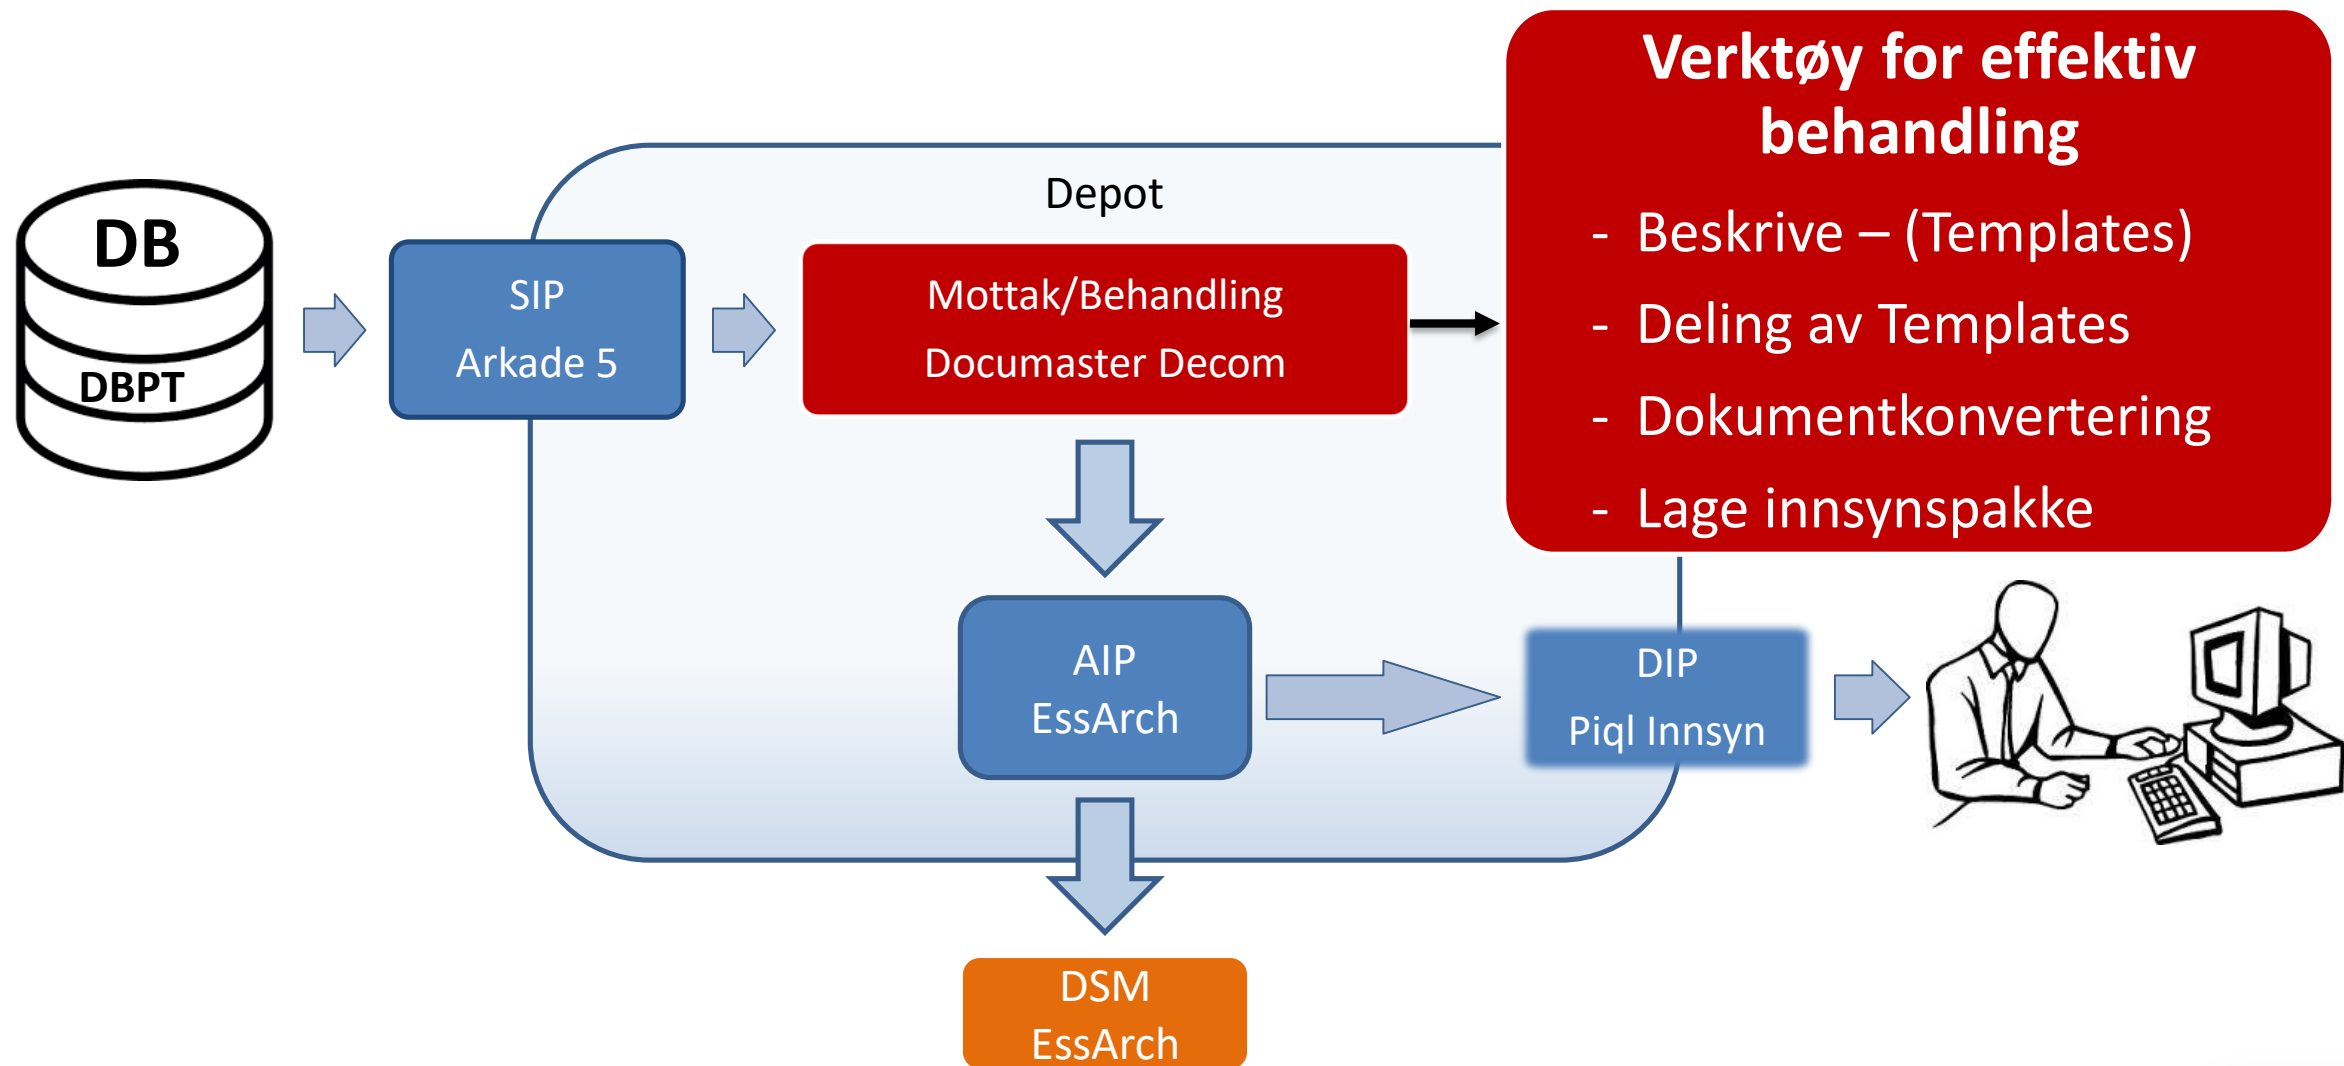 Verktøy for effektiv
behandling
- Beskrive – (Templates)
- Deling av Templates
- Dokumentkonvertering
- Lage innsynspakke
Depot
DB
DBPT
SIP
Arkade 5
Mottak/Behandling
Documaster Decom
AIP
EssArch
DIP
Piql Innsyn
DSM
EssArch